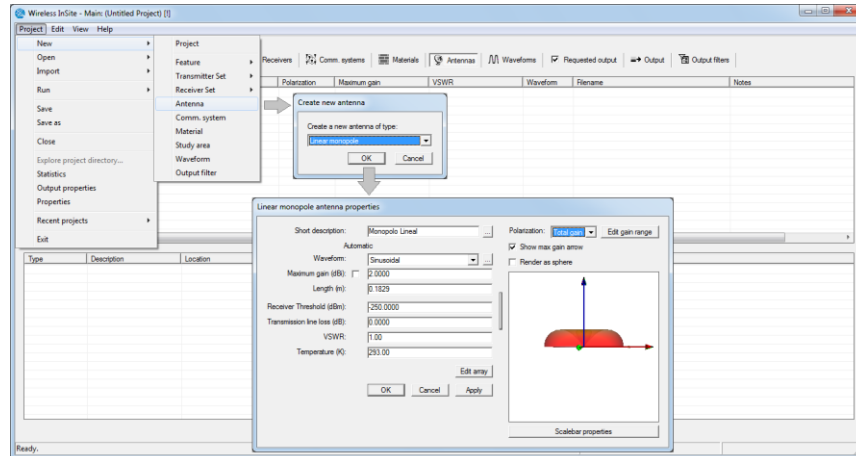 Wireless InSite - Main: (Untitled Project) [!]
Project Edit View Help
New
Open
Import
Run
Save
Save as
Close
Explore project directory...
Statistics
Output properties
Properties
Recent projects
Exit
Project
Feature
Transmitter Set
Receiver Set
Antenna
Comm. system
Material
Study area
Waveform
Output filter
Receivers Comm. systems Materials Antennas Waveforms Requested output Output Output filters
Polarization Maximum gain VSWR Waveform Filename Notes
Create new antenna
Create a new antenna of type:
Linear monopole
OK Cancel
Linear monopole antenna properties
Short description: Monopolo Lineal ...
Automatic
Waveform: Sinusoidal ...
Maximum gain (dBi): 2.0000
Length (m): 0.1829
Receiver Threshold (dBm): -250.0000
Transmission line loss (dB): 0.0000
VSWR: 1.00
Temperature (K): 293.00
Edit array
OK Cancel Apply
Polarization: Total gain Edit gain range
Show max gain arrow
Render as sphere
Scalebar properties
Type Description Location
Ready.